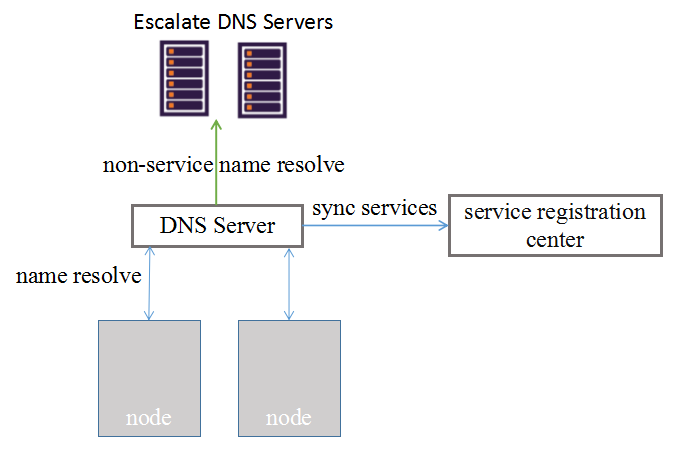 Escalate DNS Servers
non-service name resolve
sync services
DNS Server
service registration
center
name resolve
node
node